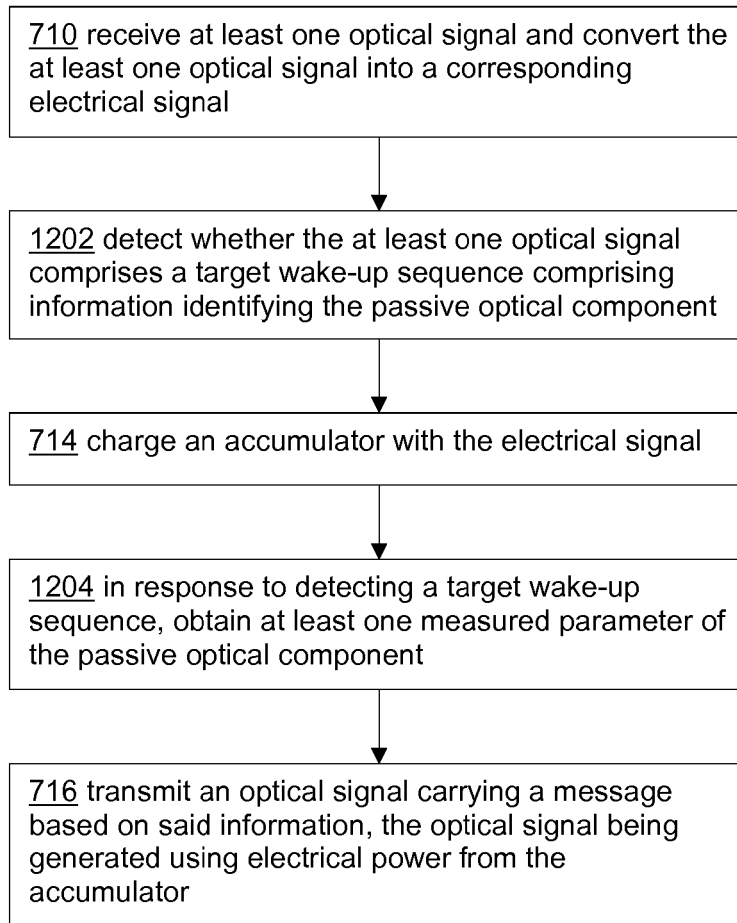 710 receive at least one optical signal and convert the
at least one optical signal into a corresponding
electrical signal
1202 detect whether the at least one optical signal
comprises a target wake-up sequence comprising
information identifying the passive optical component
714 charge an accumulator with the electrical signal
1204 in response to detecting a target wake-up
sequence, obtain at least one measured parameter of
the passive optical component
716 transmit an optical signal carrying a message
based on said information, the optical signal being
generated using electrical power from the
accumulator